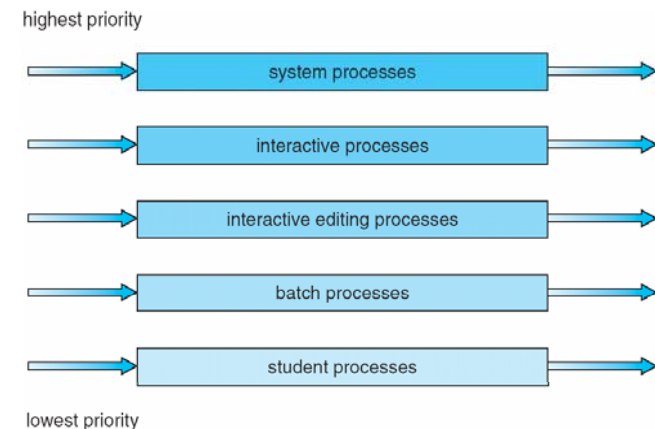 highest priority
system processes
interactive processes
interactive editing processes
batch processes
student processes
lowest priority